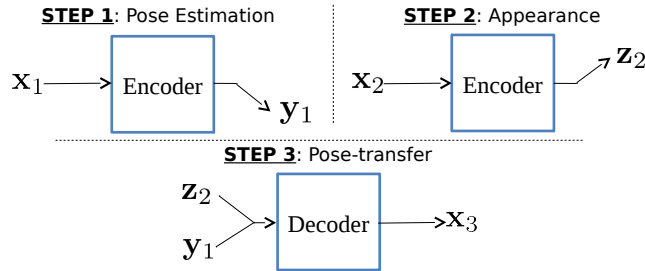 STEP 1: Pose Estimation
x₁ Encoder y₁
STEP 2: Appearance
x₂ Encoder z₂
STEP 3: Pose-transfer
z₂
y₁
Decoder x₃